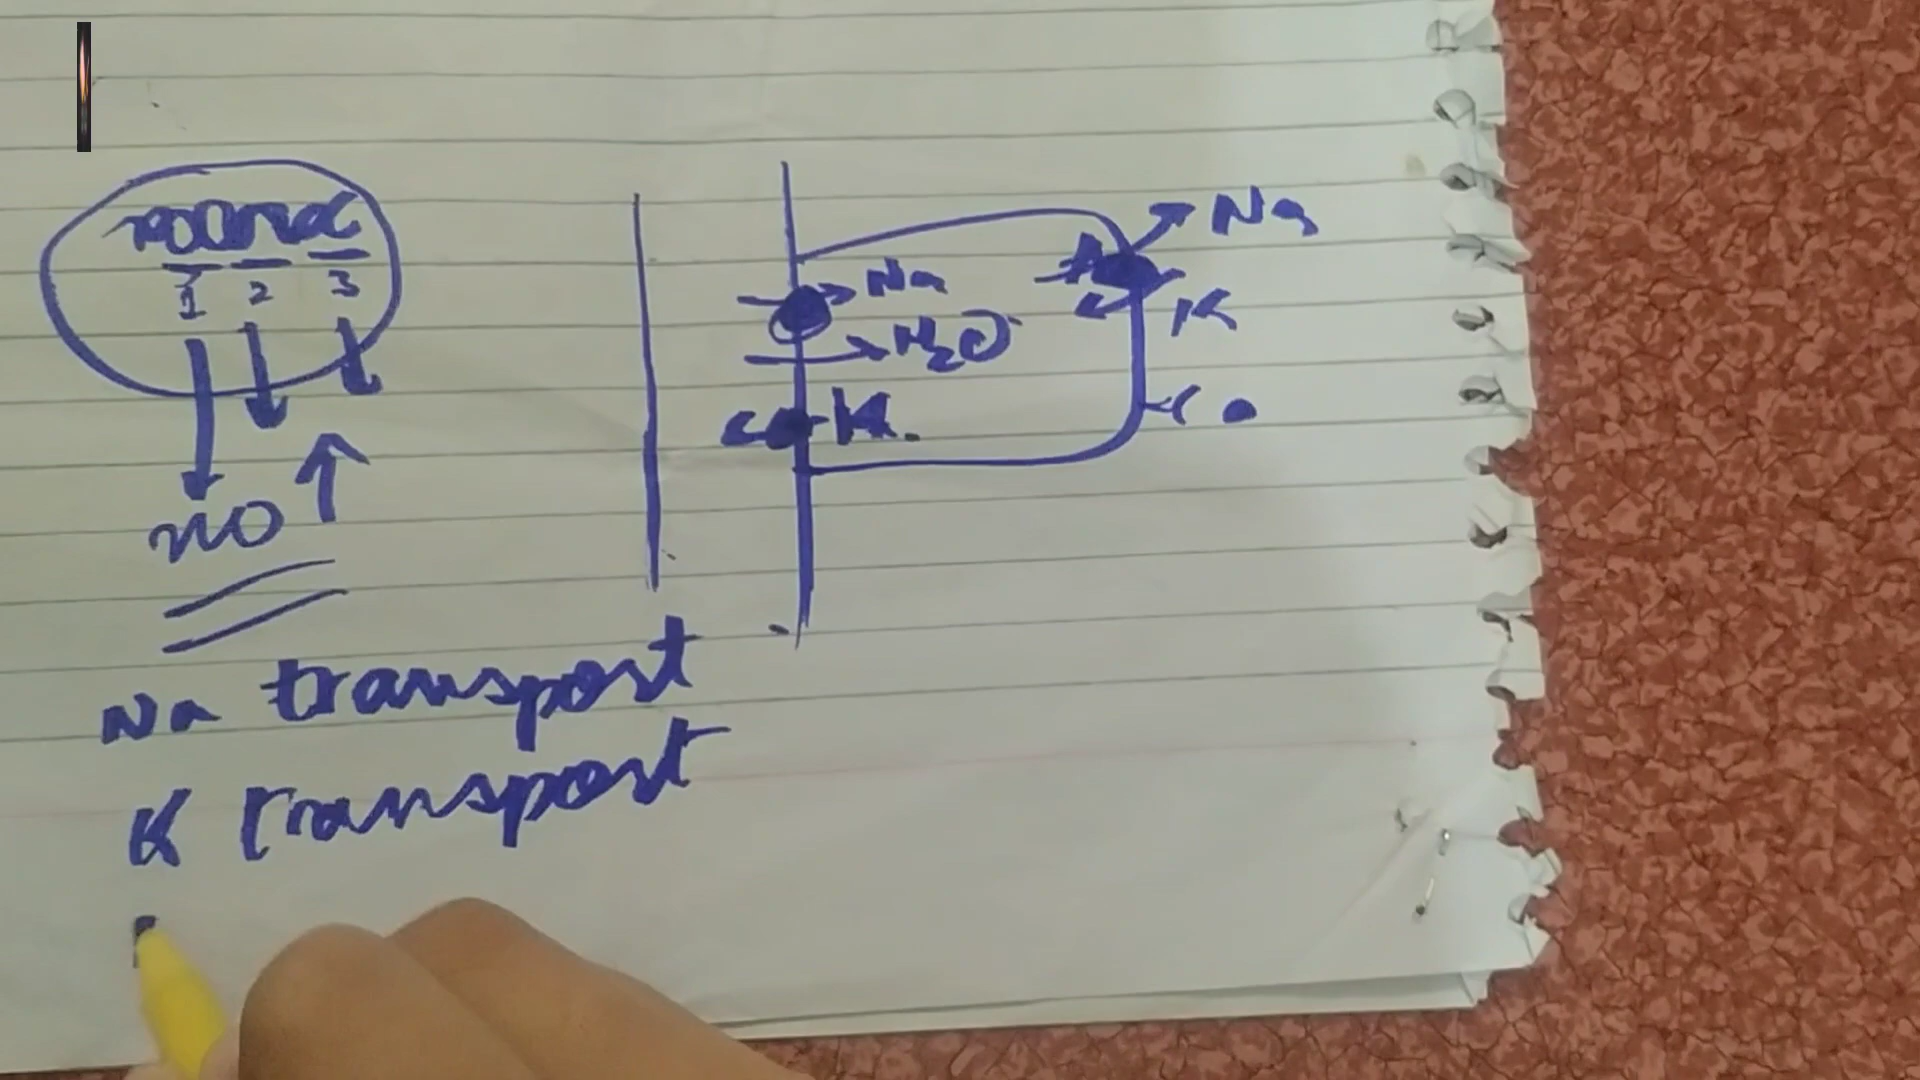 1 2 3
NO
Na
Na
H2O
K
K.
Na transport
K transport